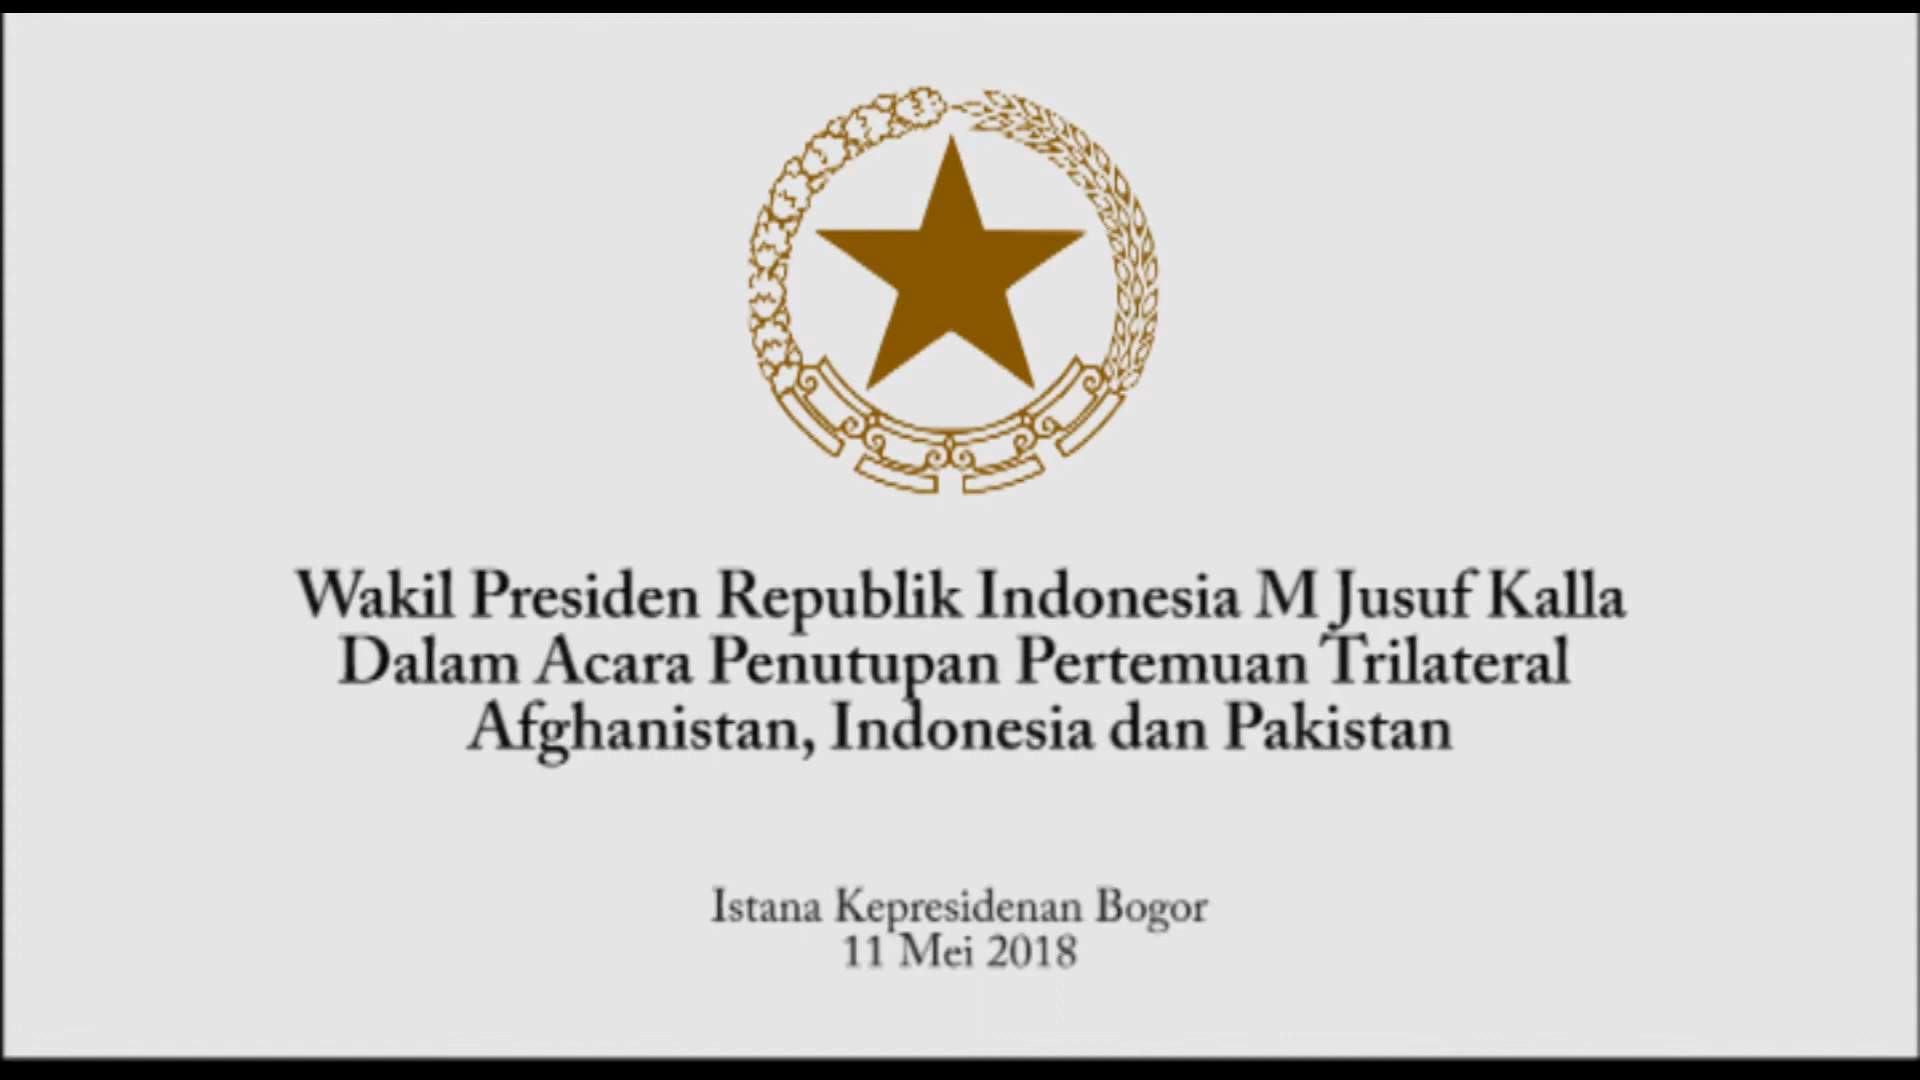 Wakil Presiden Republik Indonesia M Jusuf Kalla
Dalam Acara Penutupan Pertemuan Trilateral
Afghanistan, Indonesia dan Pakistan
Istana Kepresidenan Bogor
11 Mei 2018